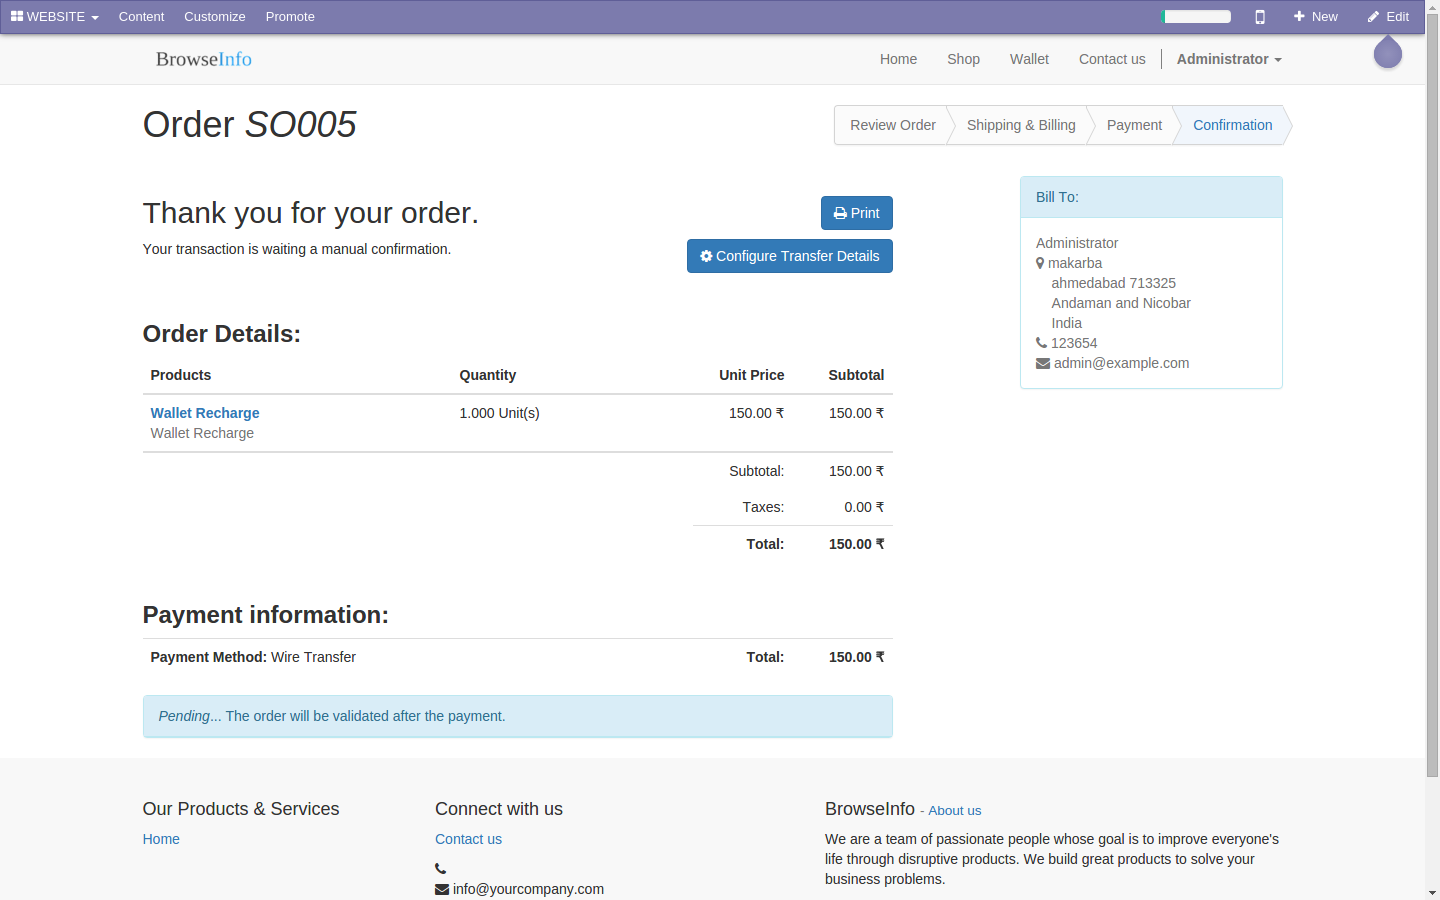 WEBSITE Content Customize Promote New Edit
BrowseInfo Home Shop Wallet Contact us Administrator
Order SO005
Review Order Shipping & Billing Payment Confirmation
Thank you for your order.
Print
Your transaction is waiting a manual confirmation.
Configure Transfer Details
Bill To:
Administrator
makarba
ahmedabad 713325
Andaman and Nicobar
India
123654
admin@example.com
Order Details:
Products Quantity Unit Price Subtotal
Wallet Recharge 1.000 Unit(s) 150.00 ₹ 150.00 ₹
Wallet Recharge
Subtotal: 150.00 ₹
Taxes: 0.00 ₹
Total: 150.00 ₹
Payment information:
Payment Method: Wire Transfer Total: 150.00 ₹
Pending... The order will be validated after the payment.
Our Products & Services
Home
Connect with us
Contact us
info@yourcompany.com
BrowseInfo - About us
We are a team of passionate people whose goal is to improve everyone's
life through disruptive products. We build great products to solve your
business problems.